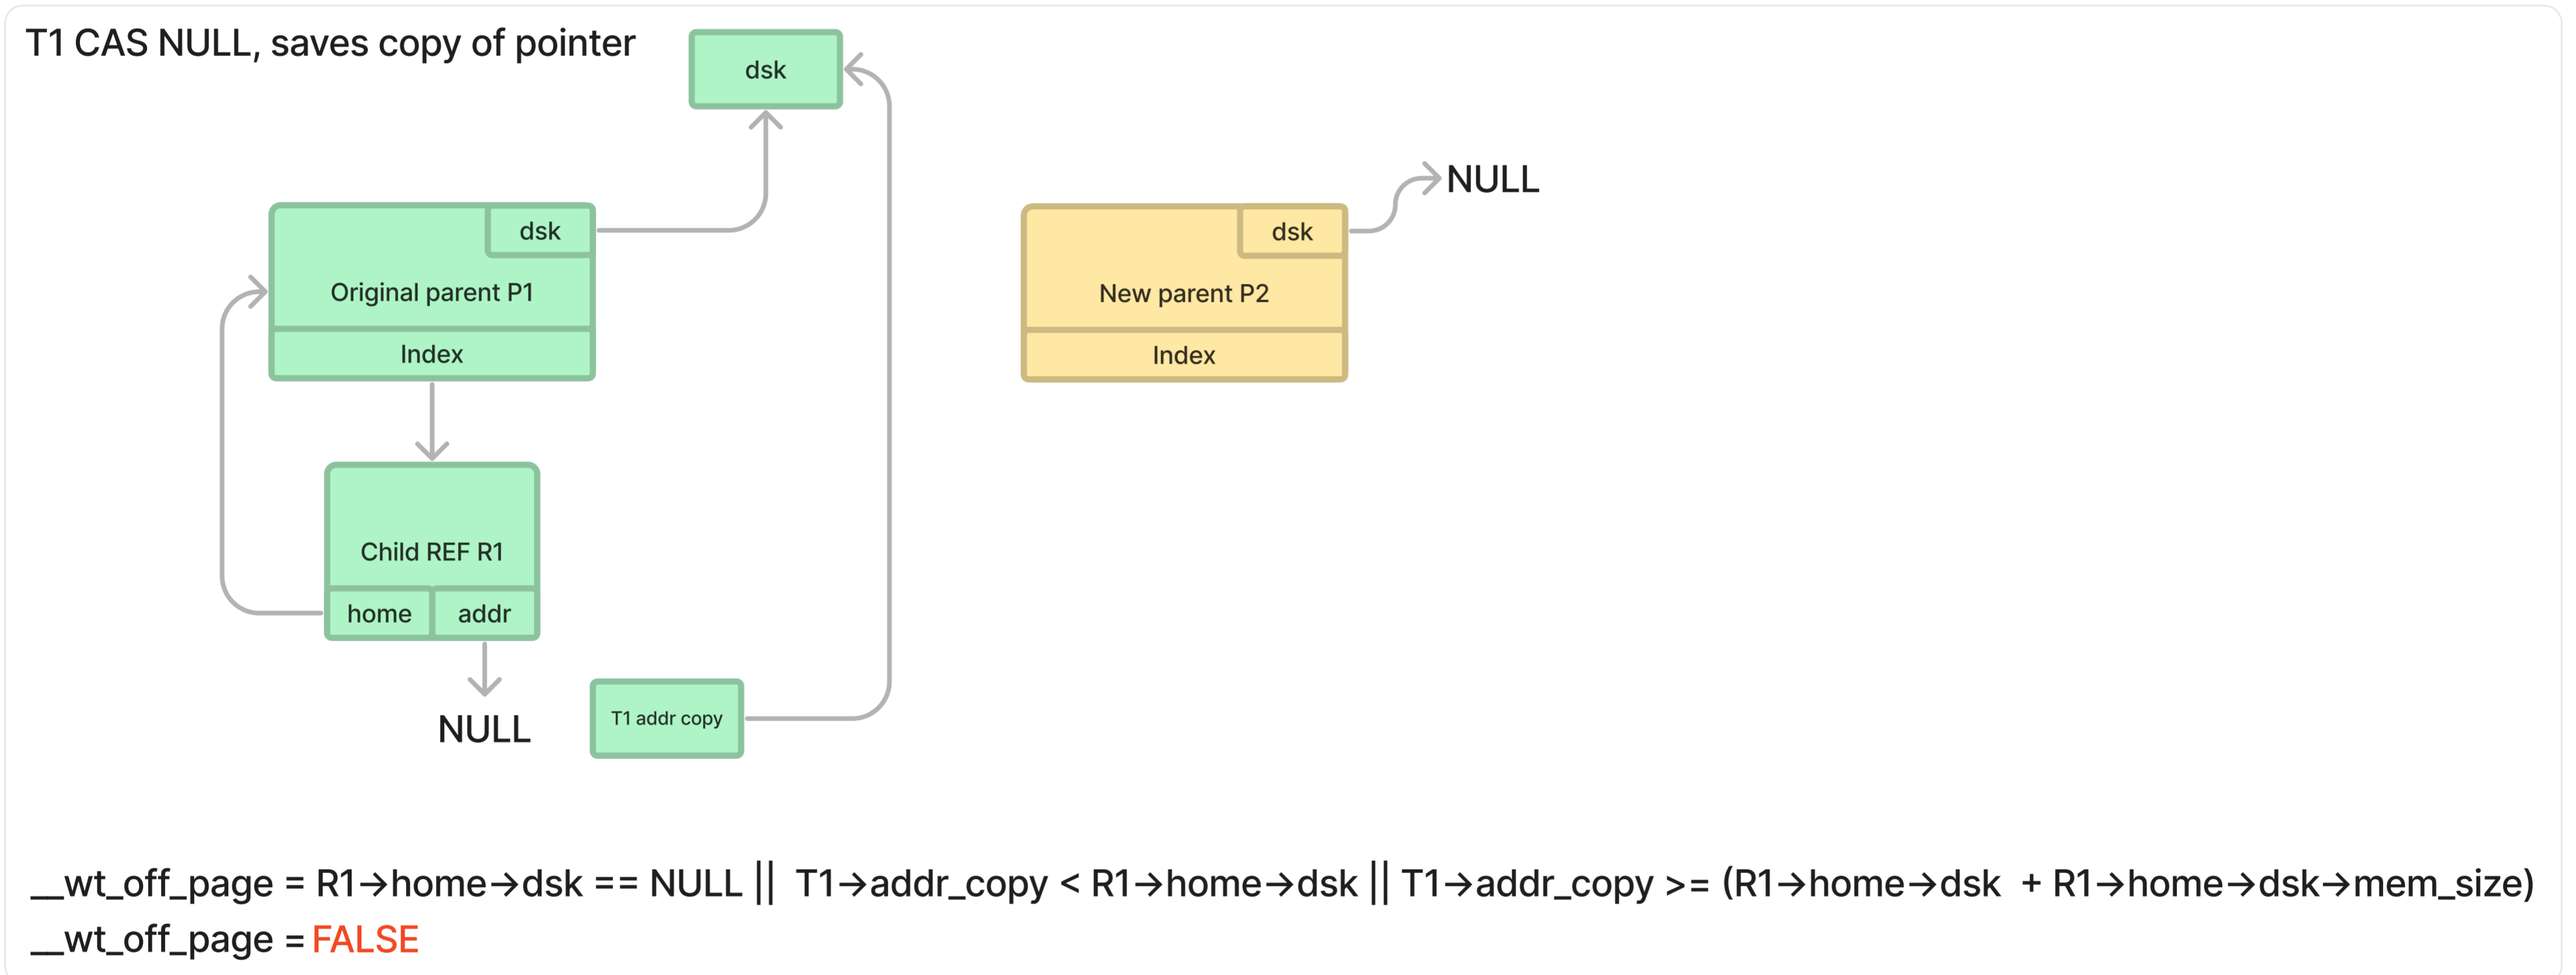 T1 CAS NULL, saves copy of pointer
dsk
NULL
dsk
dsk
Original parent P1
New parent P2
Index
Index
Child REF R1
home
addr
T1 addr copy
NULL
__wt_off_page = R1→home→dsk == NULL || T1→addr_copy < R1→home→dsk || T1→addr_copy >= (R1→home→dsk + R1→home→dsk→mem_size)
__wt_off_page = FALSE